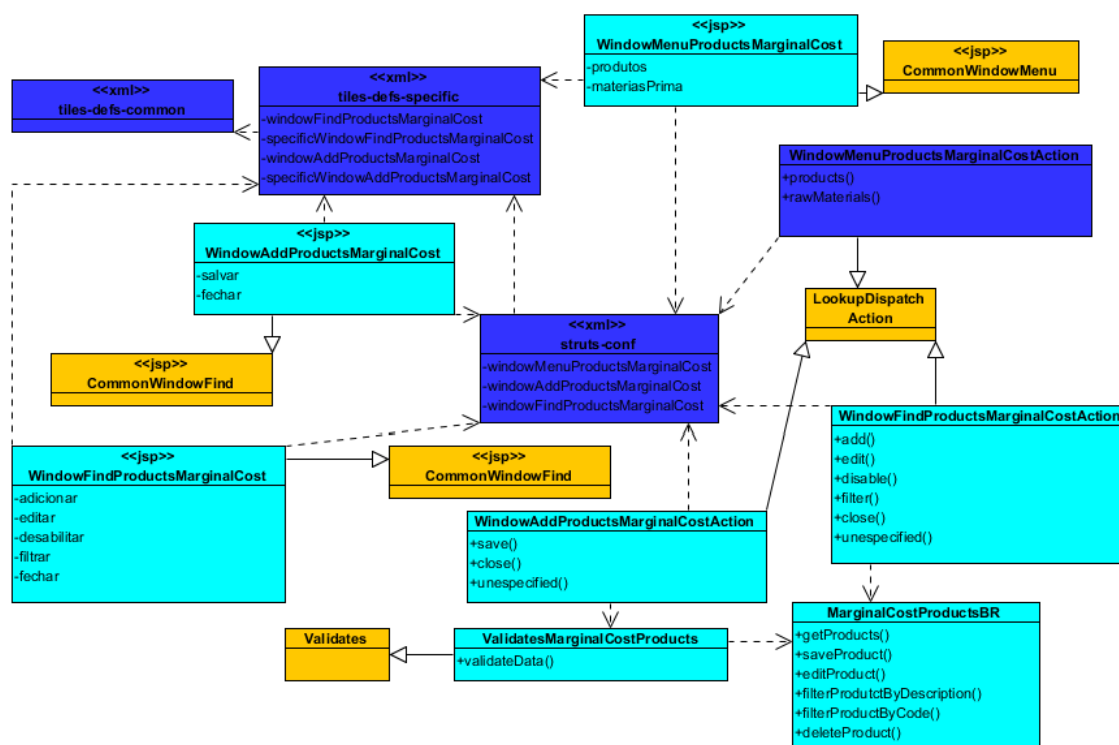 <<jsp>>
WindowMenuProductsMarginalCost
-produtos
-materiasPrima
<<jsp>>
CommonWindowMenu
<<xml>>
tiles-defs-common
<<xml>>
tiles-defs-specific
-windowFindProductsMarginalCost
-specificWindowFindProductsMarginalCost
-windowAddProductsMarginalCost
-specificWindowAddProductsMarginalCost
WindowMenuProductsMarginalCostAction
+products()
+rawMaterials()
<<jsp>>
WindowAddProductsMarginalCost
-salvar
-fechar
LookupDispatch
Action
<<xml>>
struts-conf
-windowMenuProductsMarginalCost
-windowAddProductsMarginalCost
-windowFindProductsMarginalCost
<<jsp>>
CommonWindowFind
WindowFindProductsMarginalCostAction
+add()
+edit()
+disable()
+filter()
+close()
+unespecified()
<<jsp>>
WindowFindProductsMarginalCost
-adicionar
-editar
-desabilitar
-filtrar
-fechar
<<jsp>>
CommonWindowFind
WindowAddProductsMarginalCostAction
+save()
+close()
+unespecified()
Validates
ValidatesMarginalCostProducts
+validateData()
MarginalCostProductsBR
+getProducts()
+saveProduct()
+editProduct()
+filterProdutctByDescription()
+filterProductByCode()
+deleteProduct()